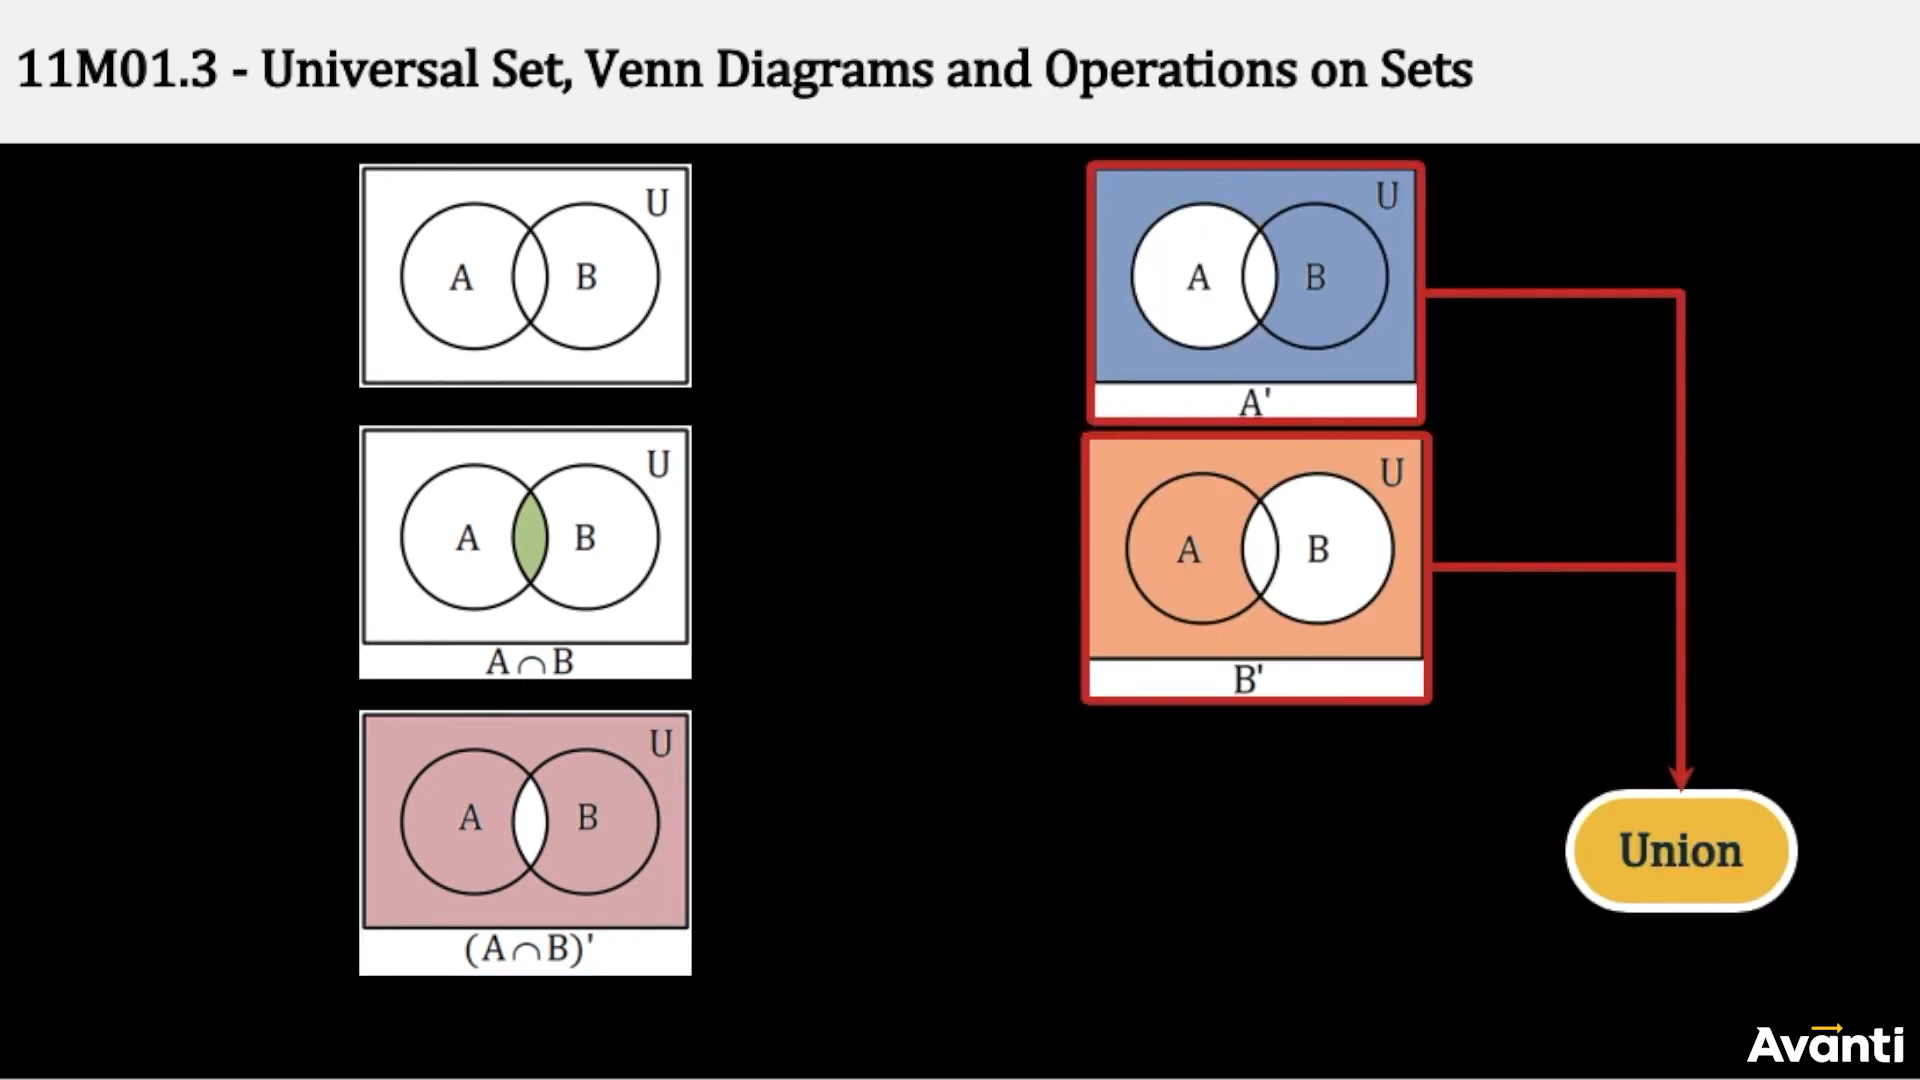 11M01.3 - Universal Set, Venn Diagrams and Operations on Sets
U
A B
U
A B
A∩B
U
A B
(A∩B)'
U
A B
A'
U
A B
B'
Union
Avanti